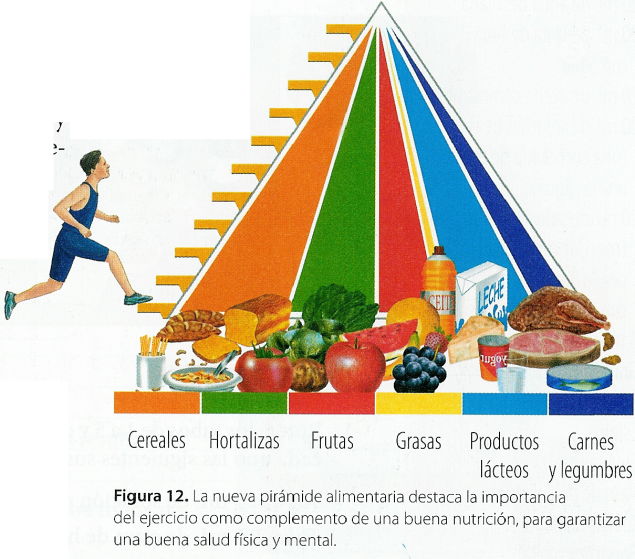 ACEITE
LECHE
yogur
Cereales
Hortalizas
Frutas
Grasas
Productos
lácteos
Carnes
y legumbres
Figura 12. La nueva pirámide alimentaria destaca la importancia
del ejercicio como complemento de una buena nutrición, para garantizar
una buena salud física y mental.